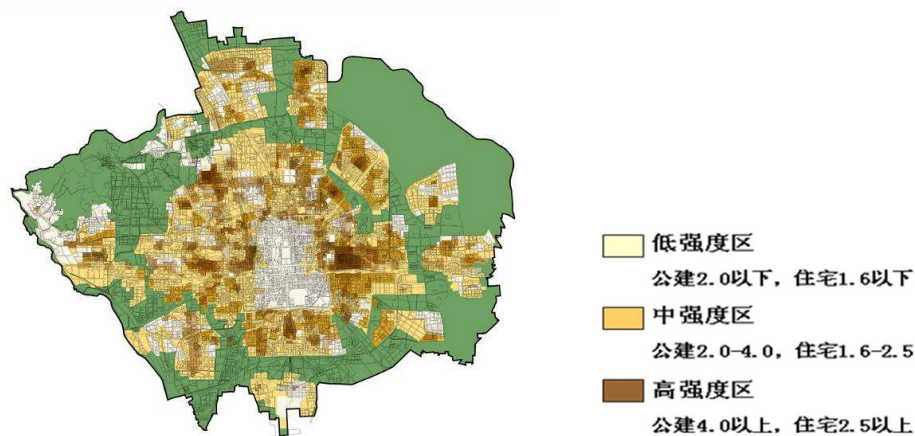 低强度区
公建2.0以下，住宅1.6以下
中强度区
公建2.0-4.0，住宅1.6-2.5
高强度区
公建4.0以上，住宅2.5以上